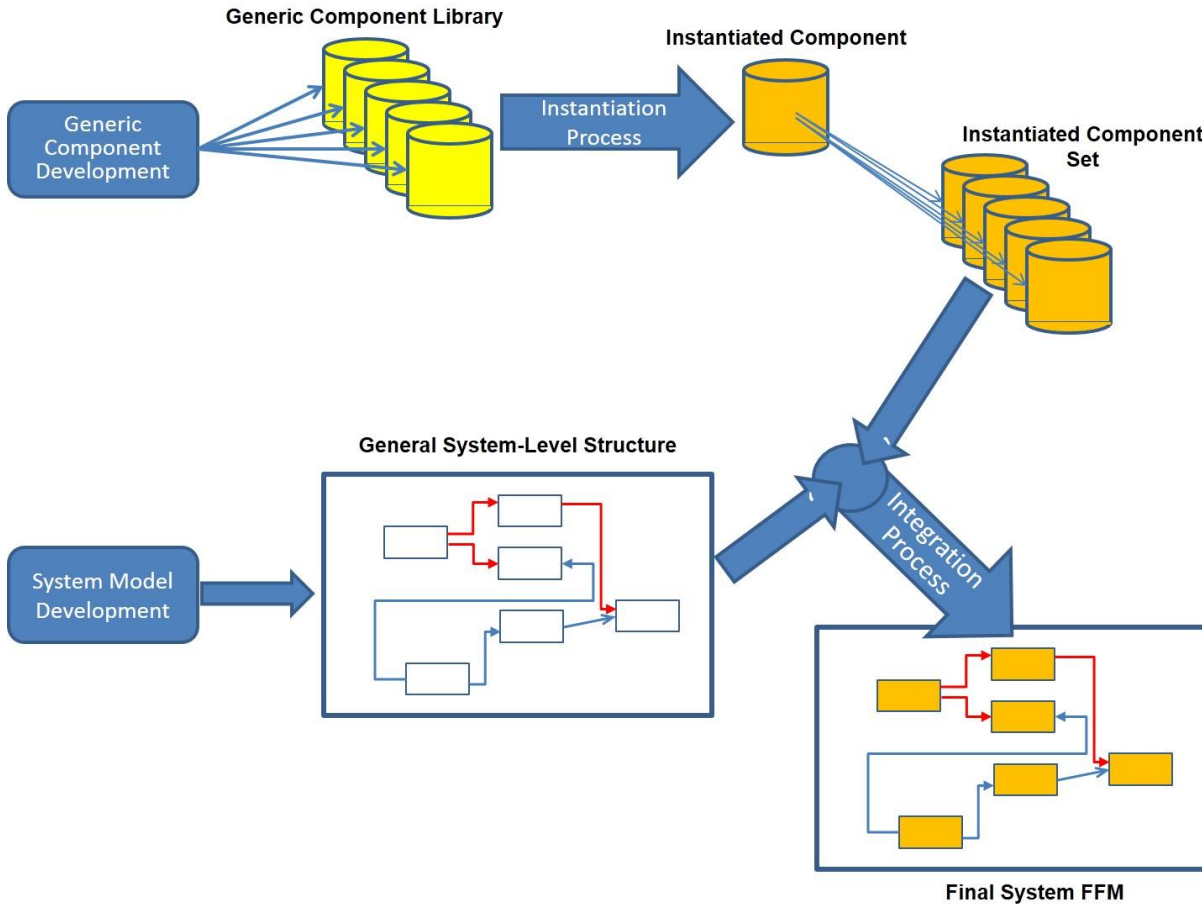 Generic Component Library
Instantiated Component
Generic
Component
Development
Instantiation
Process
Instantiated Component
Set
General System-Level Structure
System Model
Development
Integration
Process
Final System FFM